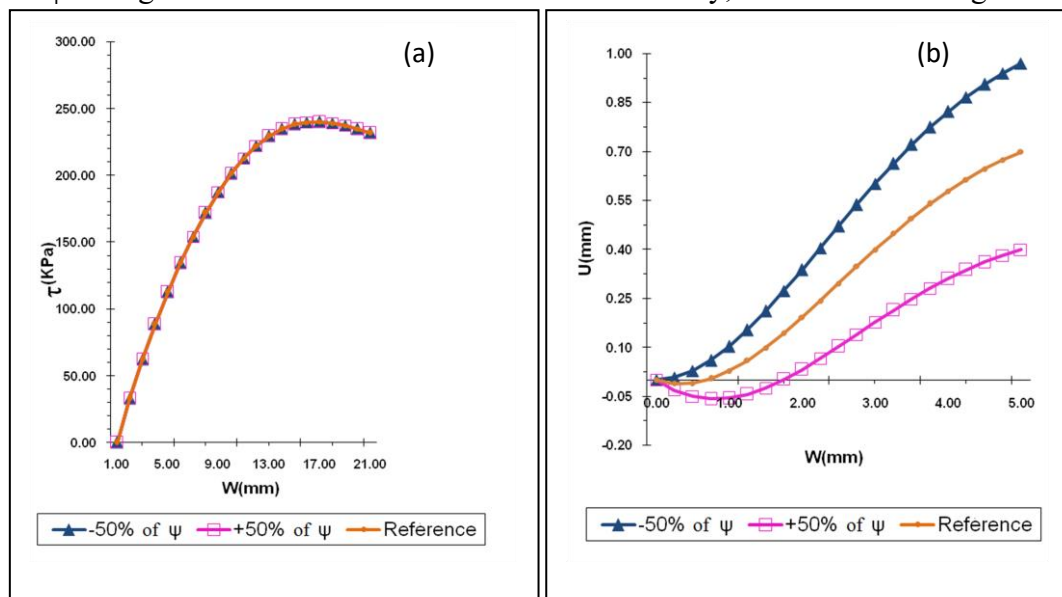 (a)
300.00
250.00
200.00
150.00
100.00
50.00
0.00
τ(KPa)
1.00 5.00 9.00 13.00 17.00 21.00
W(mm)
-50% of ψ +50% of ψ Reference
(b)
1.00
0.85
0.70
0.55
0.40
0.25
0.10
-0.05
-0.20
U(mm)
0.00 1.00 2.00 3.00 4.00 5.00
W(mm)
-50% of ψ +50% of ψ Reference